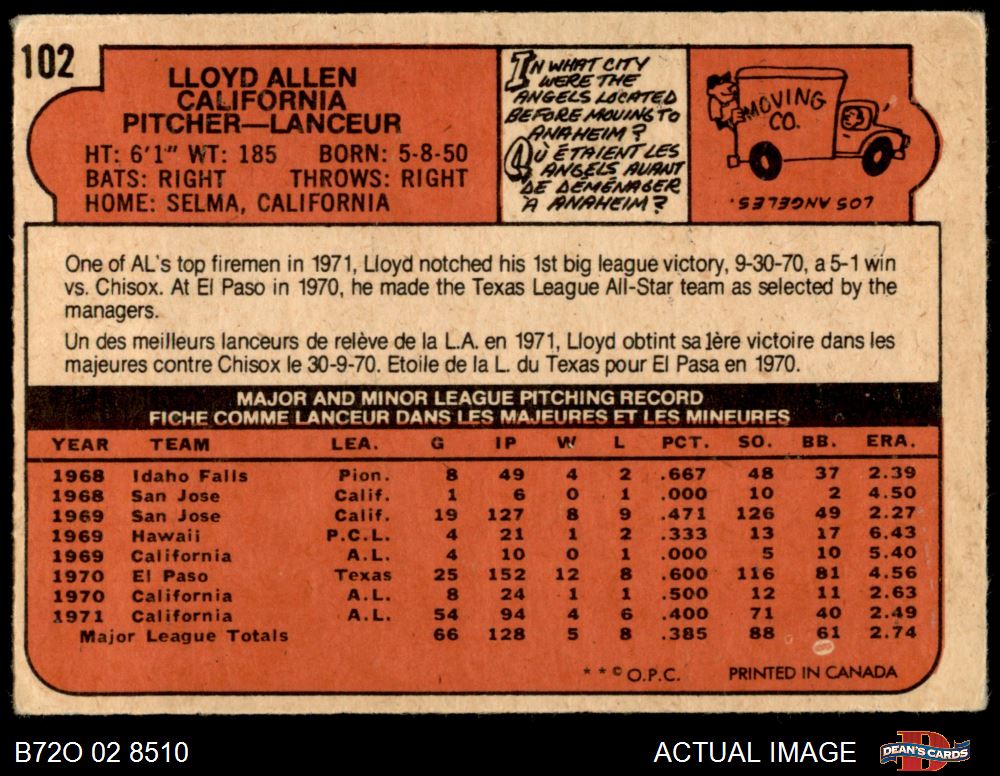 102
LLOYD ALLEN
CALIFORNIA
PITCHER—LANCEUR
HT: 6'1" WT: 185 BORN: 5-8-50
BATS: RIGHT THROWS: RIGHT
HOME: SELMA, CALIFORNIA
IN WHAT CITY
WERE THE
ANGELS LOCATED
BEFORE MOVING TO
ANAHEIM?
QU ÉTAIENT LES
ANGELS AVANT
DE DEMÉNAGER
A ANAHEIM?
MOVING
CO.
LOS ANGELES.
One of AL's top firemen in 1971, Lloyd notched his 1st big league victory, 9-30-70, a 5-1 win
vs. Chisox. At El Paso in 1970, he made the Texas League All-Star team as selected by the
managers.
Un des meilleurs lanceurs de relève de la L.A. en 1971, Lloyd obtint sa 1ère victoire dans les
majeures contre Chisox le 30-9-70. Etoile de la L. du Texas pour El Pasa en 1970.
MAJOR AND MINOR LEAGUE PITCHING RECORD
FICHE COMME LANCEUR DANS LES MAJEURES ET LES MINEURES
YEAR TEAM LEA. G IP W L PCT. SO. BB. ERA.
1968 Idaho Falls Pion. 8 49 4 2 .667 48 37 2.39
1968 San Jose Calif. 1 6 0 1 .000 10 2 4.50
1969 San Jose Calif. 19 127 8 9 .471 126 49 2.27
1969 Hawaii P.C.L. 4 21 1 2 .333 13 17 6.43
1969 California A.L. 4 10 0 1 .000 5 10 5.40
1970 El Paso Texas 25 152 12 8 .600 116 81 4.56
1970 California A.L. 8 24 1 1 .500 12 11 2.63
1971 California A.L. 54 94 4 6 .400 71 40 2.49
Major League Totals 66 128 5 8 .385 88 61 2.74
* * © O.P.C. PRINTED IN CANADA
B72O 02 8510 ACTUAL IMAGE D DEAN'S CARDS